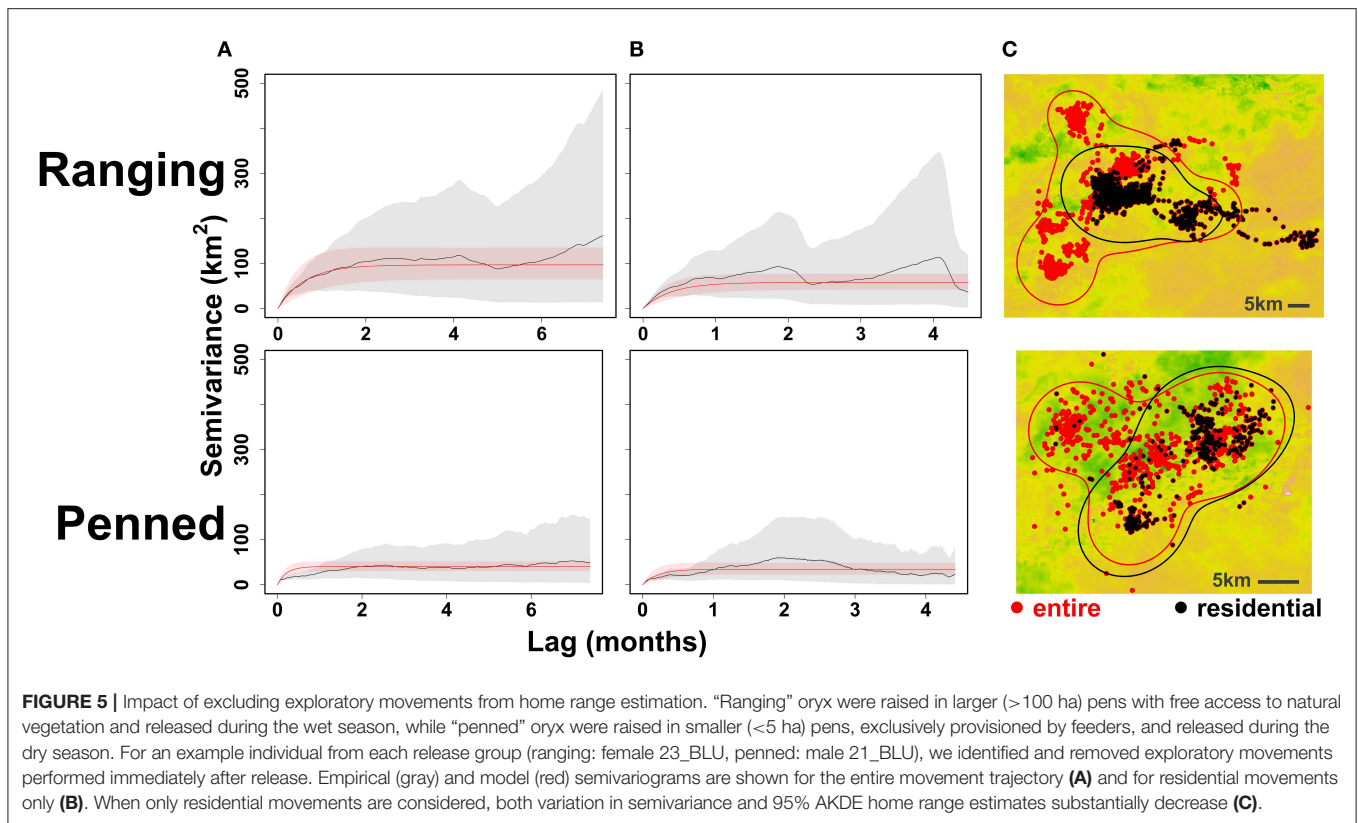 A
B
C
Ranging
Penned
Semivariance (km²)
500
300
100
0
0
2
4
6
0
1
2
3
4
5km
500
300
100
0
0
2
4
6
0
1
2
3
4
5km
entire
residential
Lag (months)
FIGURE 5 | Impact of excluding exploratory movements from home range estimation. “Ranging” oryx were raised in larger (>100 ha) pens with free access to natural
vegetation and released during the wet season, while “penned” oryx were raised in smaller (<5 ha) pens, exclusively provisioned by feeders, and released during the
dry season. For an example individual from each release group (ranging: female 23_BLU, penned: male 21_BLU), we identified and removed exploratory movements
performed immediately after release. Empirical (gray) and model (red) semivariograms are shown for the entire movement trajectory (A) and for residential movements
only (B). When only residential movements are considered, both variation in semivariance and 95% AKDE home range estimates substantially decrease (C).